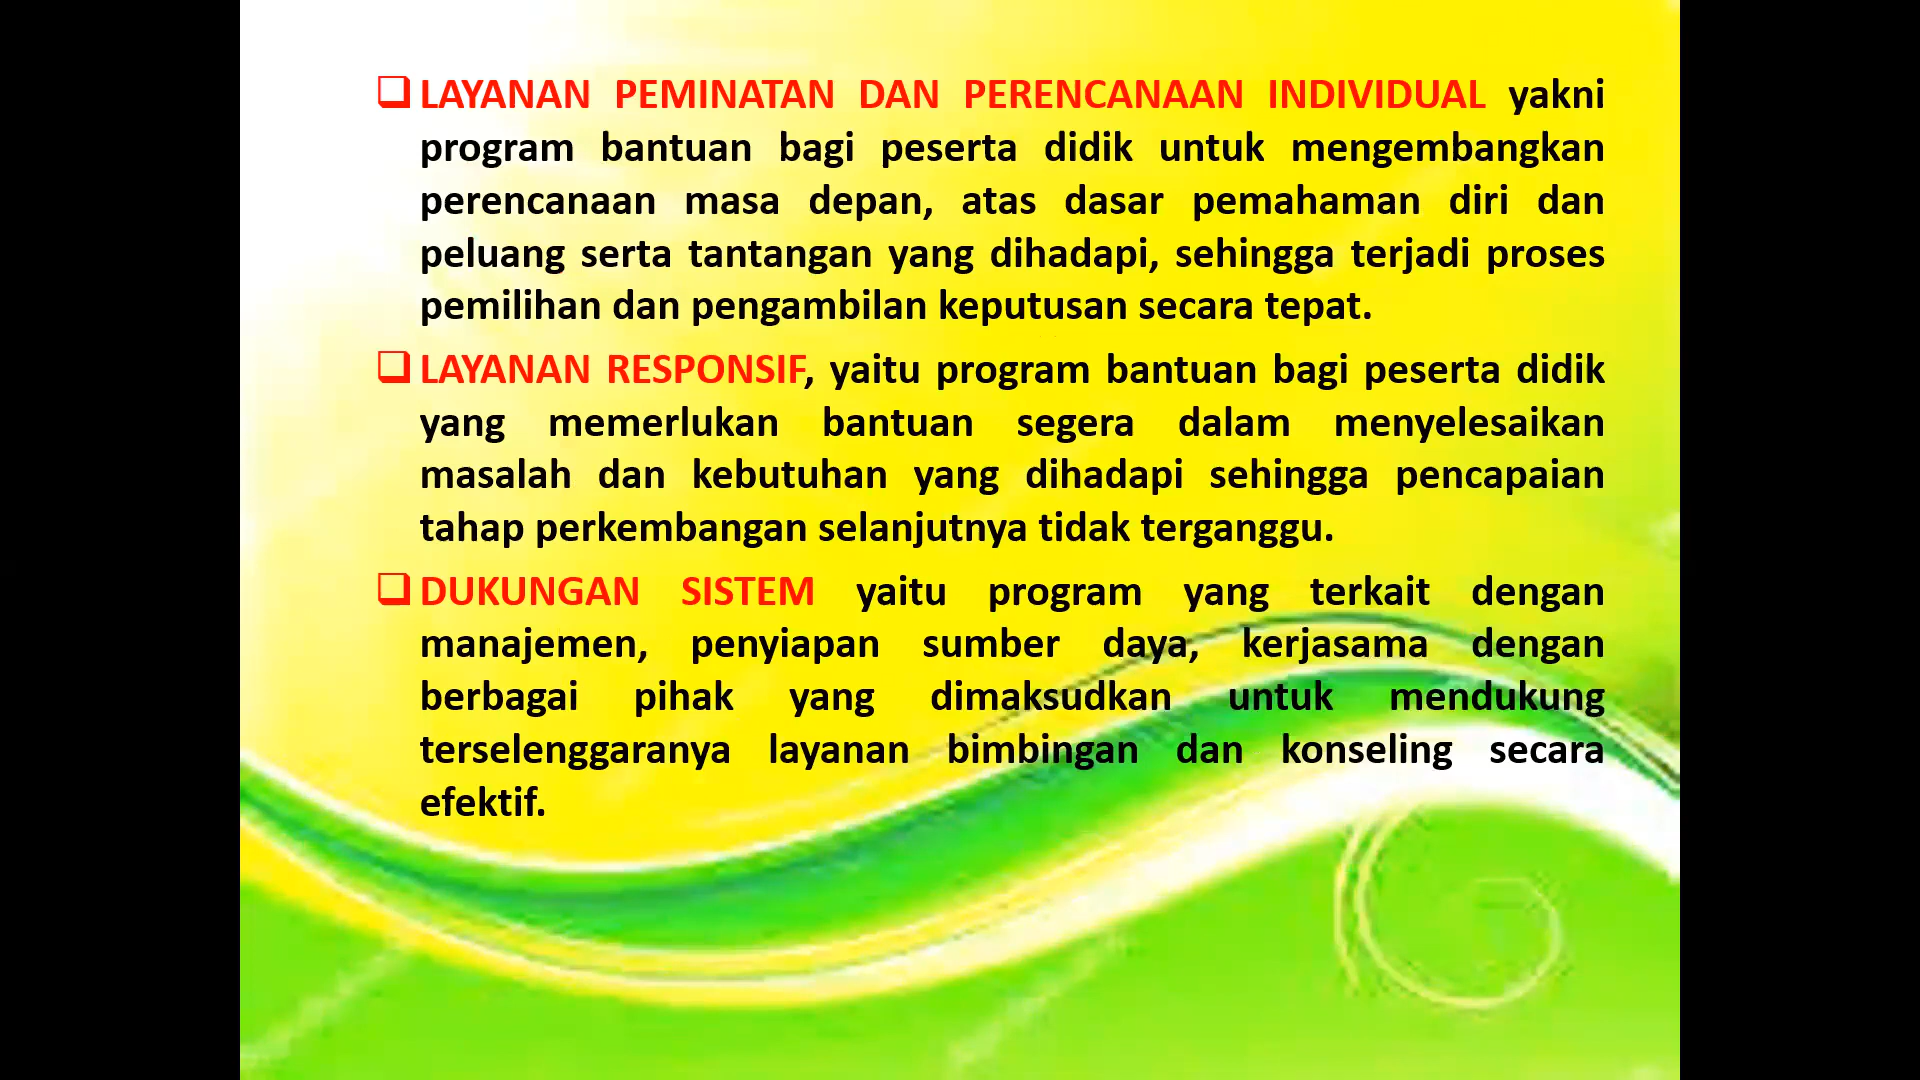 LAYANAN PEMINATAN DAN PERENCANAAN INDIVIDUAL yakni
program bantuan bagi peserta didik untuk mengembangkan
perencanaan masa depan, atas dasar pemahaman diri dan
peluang serta tantangan yang dihadapi, sehingga terjadi proses
pemilihan dan pengambilan keputusan secara tepat.
LAYANAN RESPONSIF, yaitu program bantuan bagi peserta didik
yang memerlukan bantuan segera dalam menyelesaikan
masalah dan kebutuhan yang dihadapi sehingga pencapaian
tahap perkembangan selanjutnya tidak terganggu.
DUKUNGAN SISTEM yaitu program yang terkait dengan
manajemen, penyiapan sumber daya, kerjasama dengan
berbagai pihak yang dimaksudkan untuk mendukung
terselenggaranya layanan bimbingan dan konseling secara
efektif.